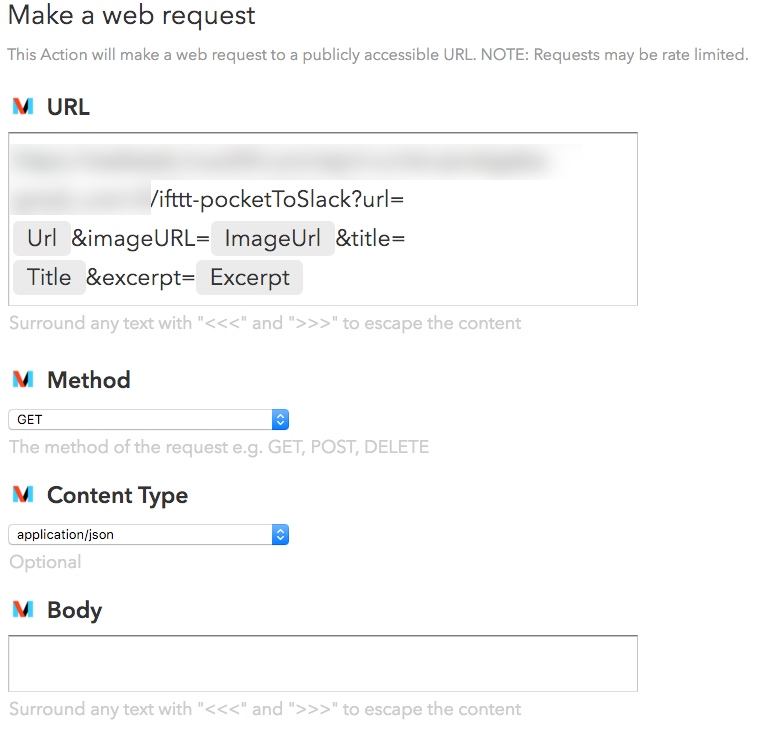 Make a web request
This Action will make a web request to a publicly accessible URL. NOTE: Requests may be rate limited.
URL
/ifttt-pocketToSlack?url=
Url &imageURL= ImageUrl &title=
Title &excerpt= Excerpt
Surround any text with "<<<" and ">>>" to escape the content
Method
GET
The method of the request e.g. GET, POST, DELETE
Content Type
application/json
Optional
Body
Surround any text with "<<<" and ">>>" to escape the content